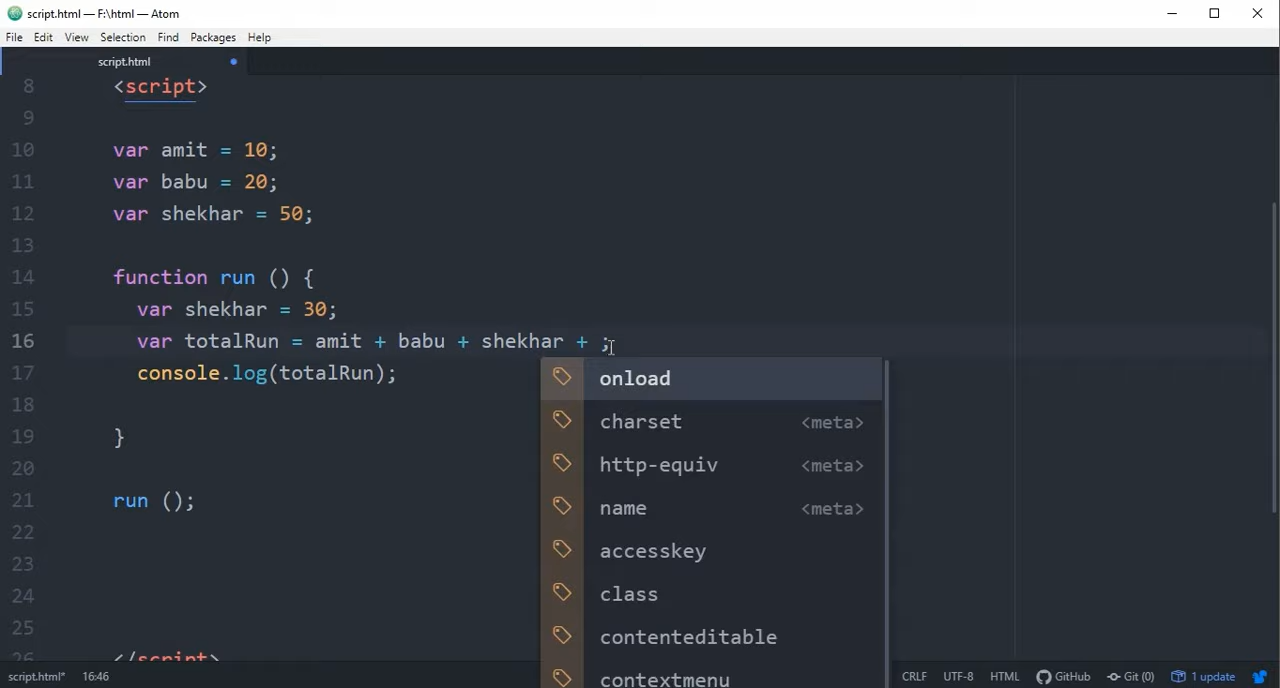 script.html — F:\html — Atom
File Edit View Selection Find Packages Help
script.html
8 <script>
9
10 var amit = 10;
11 var babu = 20;
12 var shekhar = 50;
13
14 function run () {
15 var shekhar = 30;
16 var totalRun = amit + babu + shekhar + ;
17 console.log(totalRun);
18
19 }
20
21 run ();
22
23
24
25
26 </script>
onload
charset <meta>
http-equiv <meta>
name <meta>
accesskey
class
contenteditable
contextmenu
script.html* 16:46 CRLF UTF-8 HTML GitHub Git (0) 1 update